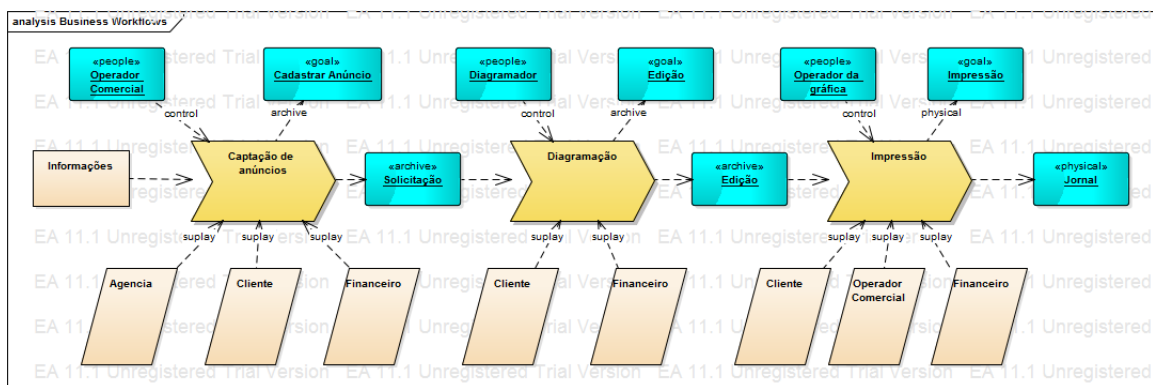 analysis Business Workflows
«people»
Operador
Comercial
«goal»
Cadastrar Anúncio
«people»
Diagramador
«goal»
Edição
«people»
Operador da
gráfica
«goal»
Impressão
control
archive
control
archive
control
physical
Informações
Captação de
anúncios
«archive»
Solicitação
Diagramação
«archive»
Edição
Impressão
«physical»
Jornal
suplay
suplay
suplay
suplay
suplay
suplay
suplay
suplay
Agencia
Cliente
Financeiro
Cliente
Financeiro
Cliente
Operador
Comercial
Financeiro
EA 11.1 Unregistered Trial Version